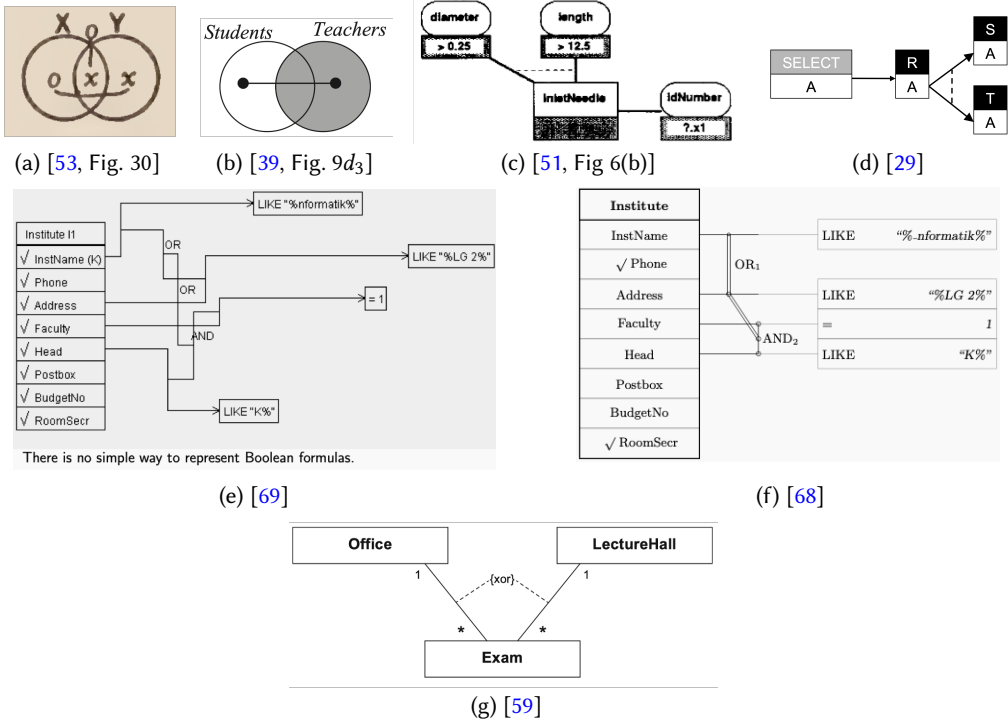 X O Y
O x x
(a) [53, Fig. 30]
Students Teachers
(b) [39, Fig. 9d3]
diameter length
> 0.25 > 12.5
InletNeedle idNumber
?.x1
(c) [51, Fig 6(b)]
SELECT R S
A A A
T
A
(d) [29]
LIKE "%nformatik%"
Institute I1
√ InstName (K)
√ Phone
√ Address
√ Faculty
√ Head
√ Postbox
√ BudgetNo
√ RoomSecr
OR
OR
LIKE "%LG 2%"
= 1
AND
LIKE "K%"
There is no simple way to represent Boolean formulas.
(e) [69]
Institute
InstName
√ Phone
Address
Faculty
Head
Postbox
BudgetNo
√ RoomSecr
OR1
AND2
LIKE "%_nformatik%"
LIKE "%LG 2%"
= 1
LIKE "K%"
(f) [68]
Office LectureHall
1 {xor} 1
* *
Exam
(g) [59]